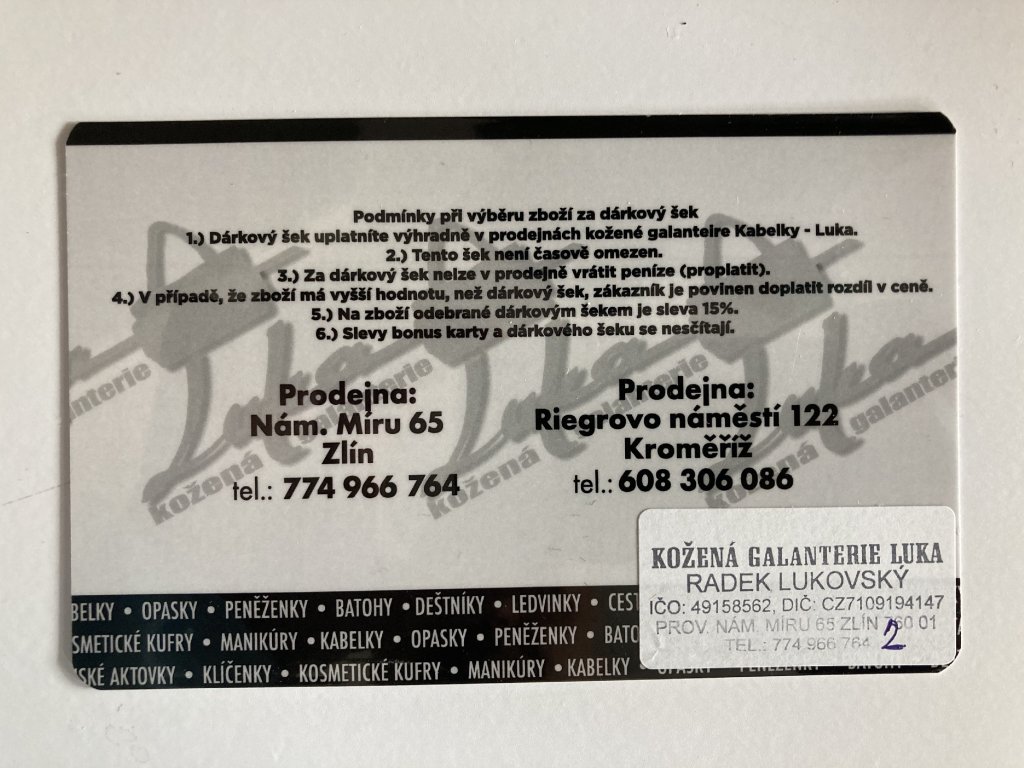 Podmínky při výběru zboží za dárkový šek
1.) Dárkový šek uplatníte výhradně v prodejnách kožené galanteire Kabelky - Luka.
2.) Tento šek není časově omezen.
3.) Za dárkový šek nelze v prodejně vrátit peníze (proplatit).
4.) V případě, že zboží má vyšší hodnotu, než dárkový šek, zákazník je povinen doplatit rozdíl v ceně.
5.) Na zboží odebrané dárkovým šekem je sleva 15%.
6.) Slevy bonus karty a dárkového šeku se nesčítají.
Luka
kožená galanterie
Prodejna:
Nám. Míru 65
Zlín
tel.: 774 966 764
Prodejna:
Riegrovo náměstí 122
Kroměříž
tel.: 608 306 086
KOŽENÁ GALANTERIE LUKA
RADEK LUKOVSKÝ
IČO: 49158562, DIČ: CZ7109194147
PROV. NÁM. MÍRU 65 ZLÍN 760 01
TEL.: 774 966 764 2
BELKY • OPASKY • PENĚŽENKY • BATOHY • DEŠTNÍKY • LEDVINKY • CEST
SMETICKÉ KUFRY • MANIKÚRY • KABELKY • OPASKY • PENĚŽENKY • BATO
SKÉ AKTOVKY • KLÍČENKY • KOSMETICKÉ KUFRY • MANIKÚRY • KABELKY